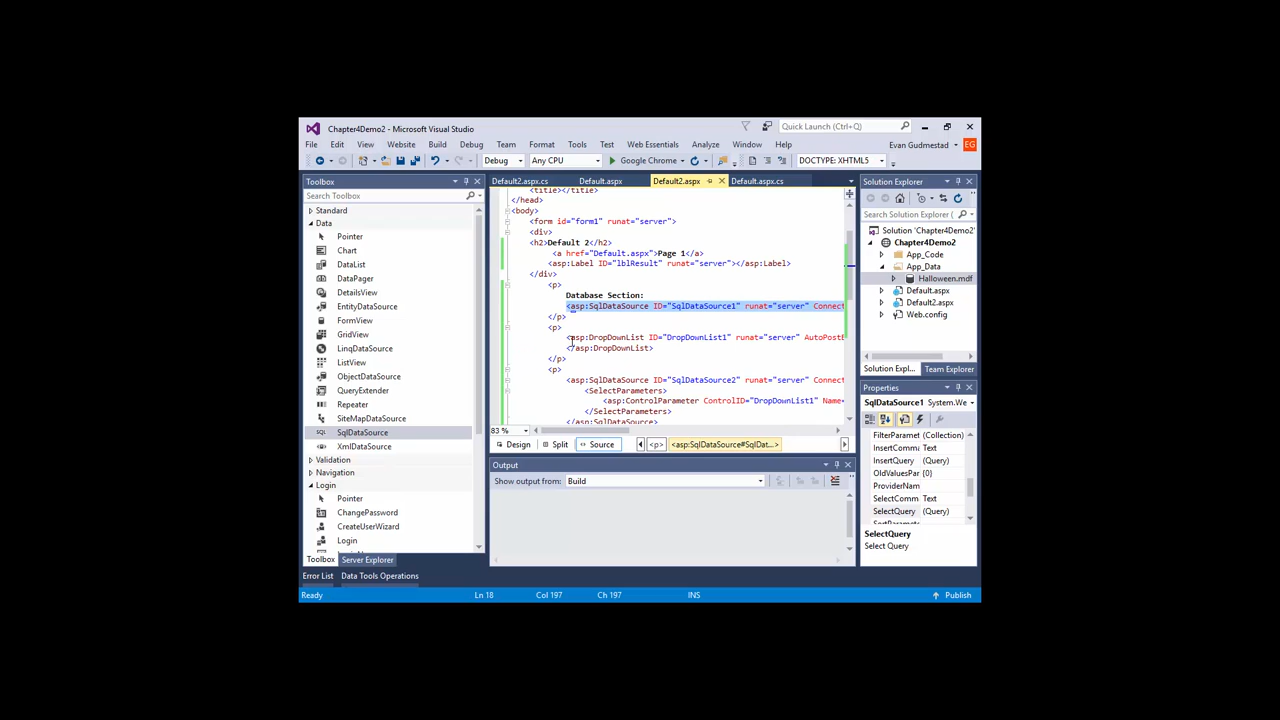 Chapter4Demo2 - Microsoft Visual Studio
Quick Launch (Ctrl+Q)
File Edit View Website Build Debug Team Format Tools Test Web Essentials Analyze Window Help
Evan Gudmestad EG
Debug Any CPU Google Chrome DOCTYPE: XHTML5
Toolbox
Search Toolbox
Standard
Data
Pointer
Chart
DataList
DataPager
DetailsView
EntityDataSource
FormView
GridView
LinqDataSource
ListView
ObjectDataSource
QueryExtender
Repeater
SiteMapDataSource
SqlDataSource
XmlDataSource
Validation
Navigation
Login
Pointer
ChangePassword
CreateUserWizard
Login
Toolbox Server Explorer
Default2.aspx.cs Default.aspx Default2.aspx Default.aspx.cs
<title></title>
</head>
<body>
<form id="form1" runat="server">
<div>
<h2>Default 2</h2>
<a href="Default.aspx">Page 1</a>
<asp:Label ID="lblResult" runat="server"></asp:Label>
</div>
<p>
Database Section:
<asp:SqlDataSource ID="SqlDataSource1" runat="server" Connect
</p>
<p>
<asp:DropDownList ID="DropDownList1" runat="server" AutoPostB
</asp:DropDownList>
</p>
<p>
<asp:SqlDataSource ID="SqlDataSource2" runat="server" Connect
<SelectParameters>
<asp:ControlParameter ControlID="DropDownList1" Name=
</SelectParameters>
</asp:SqlDataSource>
83 %
Design Split Source <p> <asp:SqlDataSource#SqlDat...>
Output
Show output from: Build
Solution Explorer
Search Solution Explorer (
Solution 'Chapter4Demo2'
Chapter4Demo2
App_Code
App_Data
Halloween.mdf
Default.aspx
Default2.aspx
Web.config
Solution Expl... Team Explorer
Properties
SqlDataSource1 System.We
FilterParamet (Collection)
InsertComma Text
InsertQuery (Query)
OldValuesPar {0}
ProviderNam
SelectComm Text
SelectQuery (Query)
SelectQuery
Select Query
Error List Data Tools Operations
Ready Ln 18 Col 197 Ch 197 INS Publish